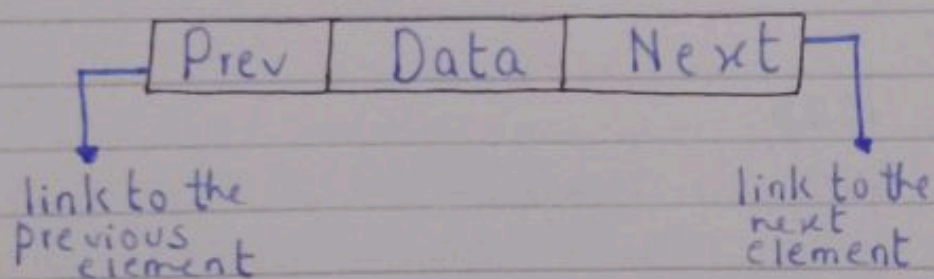 Prev Data Next
link to the
previous
element
link to the
next
element